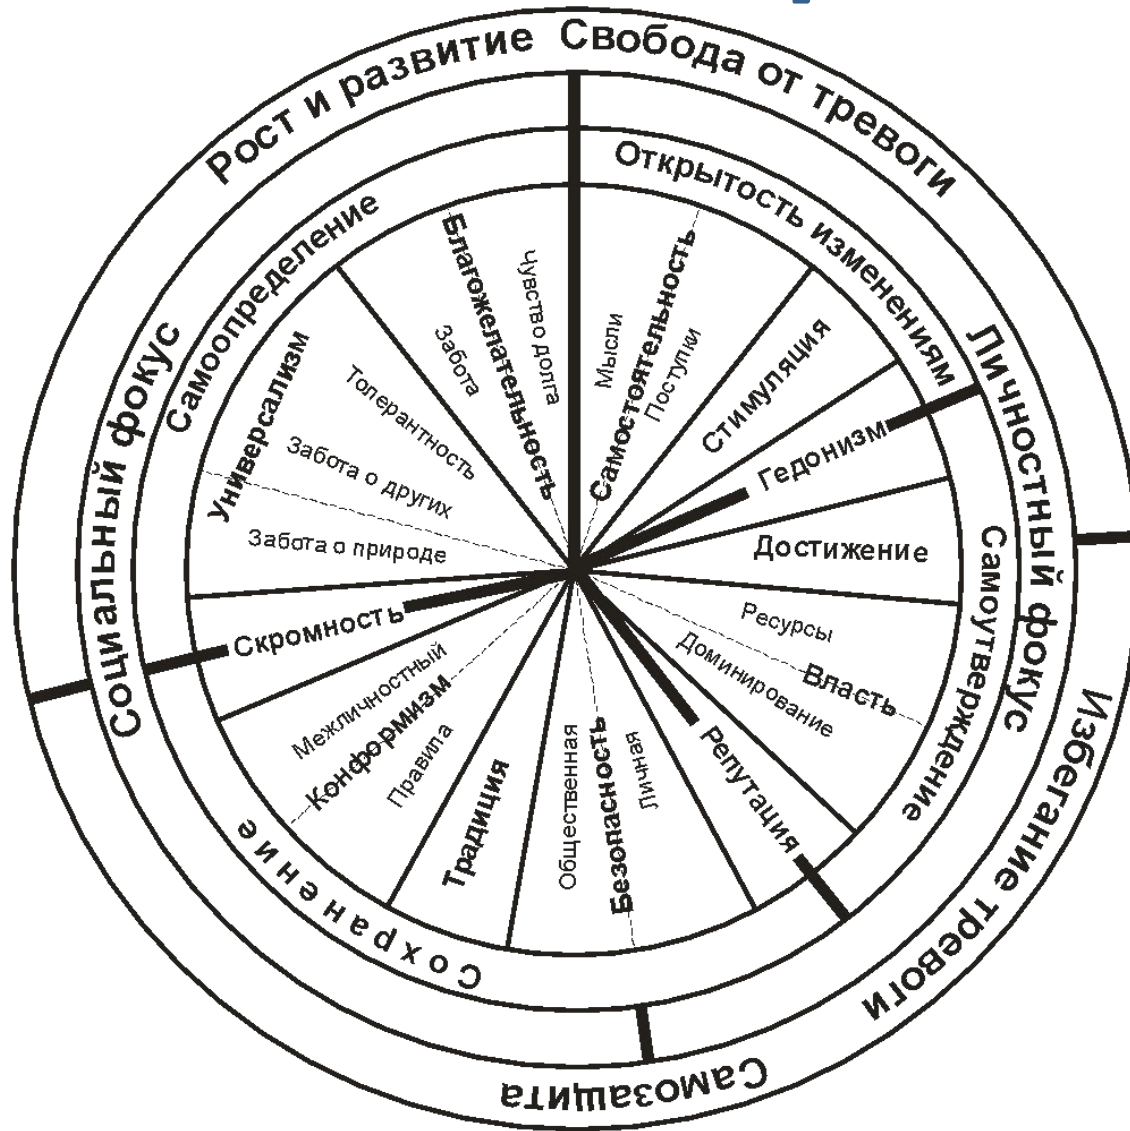 Рост и развитие Свобода от тревоги
Избегание тревоги
Самозащита
Социальный фокус
Личностный фокус
Самоопределение
Открытость изменениям
Самоутверждение
Сохранение
Благожелательность
Чувство долга
Забота
Самостоятельность
Мысли
Поступки
Стимуляция
Гедонизм
Достижение
Ресурсы
Власть
Доминирование
Репутация
Личная
Безопасность
Общественная
Традиция
Правила
Конформизм
Межличностный
Скромность
Забота о природе
Забота о других
Универсализм
Топерантность